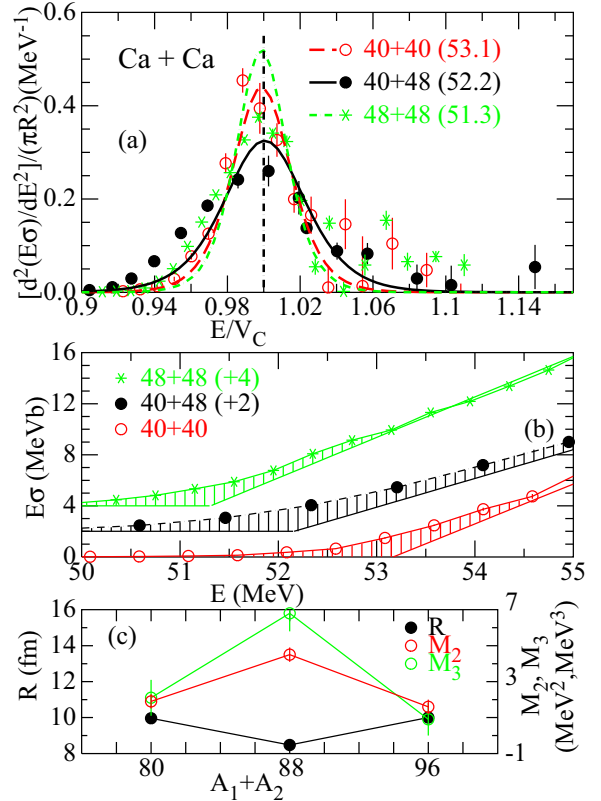 [d²(Eσ)/dE²]/(πR²)(MeV⁻¹)
0.6
0.4
0.2
0.0
Ca + Ca
(a)
40+40 (53.1)
40+48 (52.2)
48+48 (51.3)
0.9 0.94 0.98 1.02 1.06 1.1 1.14
E/V_C
Eσ (MeVb)
16
12
8
4
0
48+48 (+4)
40+48 (+2)
40+40
(b)
50 51 52 53 54 55
E (MeV)
R (fm)
16
14
12
10
8
(c)
R
M₂
M₃
7
5
3
1
-1
M₂, M₃
(MeV²,MeV³)
80 88 96
A₁+A₂